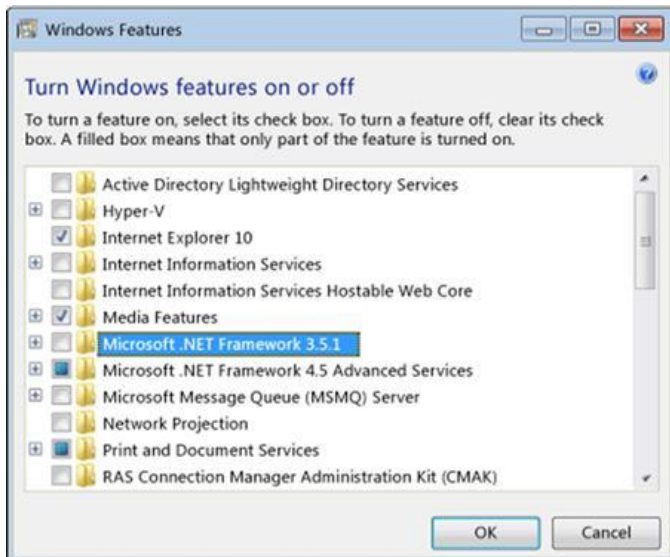 Windows Features
Turn Windows features on or off
To turn a feature on, select its check box. To turn a feature off, clear its check
box. A filled box means that only part of the feature is turned on.
Active Directory Lightweight Directory Services
Hyper-V
Internet Explorer 10
Internet Information Services
Internet Information Services Hostable Web Core
Media Features
Microsoft .NET Framework 3.5.1
Microsoft .NET Framework 4.5 Advanced Services
Microsoft Message Queue (MSMQ) Server
Network Projection
Print and Document Services
RAS Connection Manager Administration Kit (CMAK)
OK Cancel